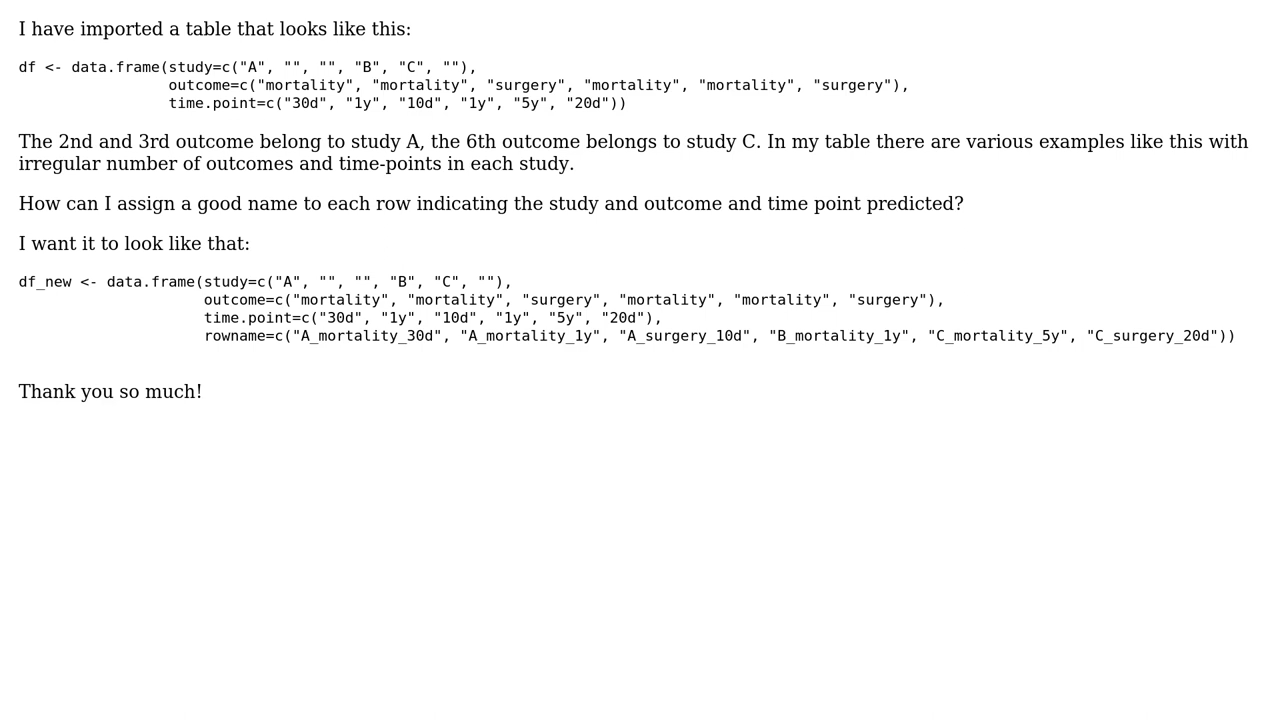 I have imported a table that looks like this:
df <- data.frame(study=c("A", "", "", "B", "C", ""),
                 outcome=c("mortality", "mortality", "surgery", "mortality", "mortality", "surgery"),
                 time.point=c("30d", "1y", "10d", "1y", "5y", "20d"))
The 2nd and 3rd outcome belong to study A, the 6th outcome belongs to study C. In my table there are various examples like this with
irregular number of outcomes and time-points in each study.
How can I assign a good name to each row indicating the study and outcome and time point predicted?
I want it to look like that:
df_new <- data.frame(study=c("A", "", "", "B", "C", ""),
                     outcome=c("mortality", "mortality", "surgery", "mortality", "mortality", "surgery"),
                     time.point=c("30d", "1y", "10d", "1y", "5y", "20d"),
                     rowname=c("A_mortality_30d", "A_mortality_1y", "A_surgery_10d", "B_mortality_1y", "C_mortality_5y", "C_surgery_20d"))
Thank you so much!